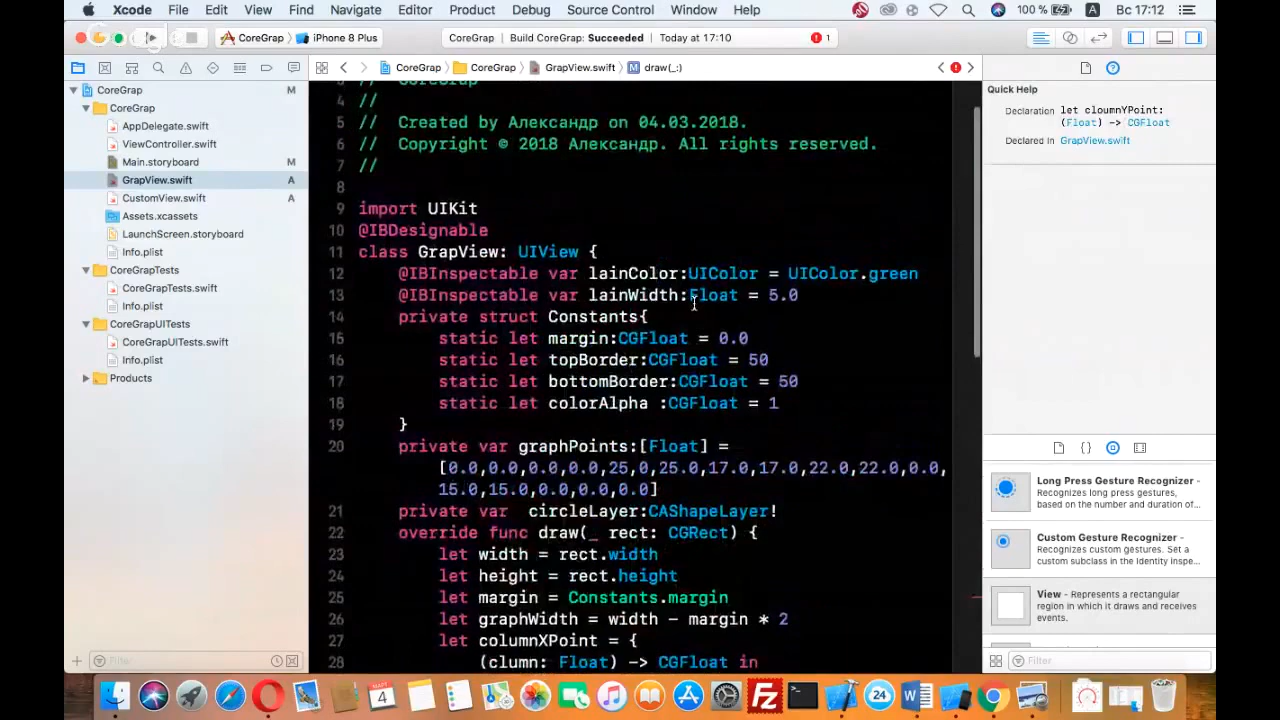 Xcode File Edit View Find Navigate Editor Product Debug Source Control Window Help 100 % A Вс 17:12
CoreGrap iPhone 8 Plus CoreGrap Build CoreGrap: Succeeded Today at 17:10 1
CoreGrap CoreGrap GrapView.swift M draw(_:)
CoreGrap M
CoreGrap
AppDelegate.swift
ViewController.swift
Main.storyboard M
GrapView.swift A
CustomView.swift A
Assets.xcassets
LaunchScreen.storyboard
Info.plist
CoreGrapTests
CoreGrapTests.swift
Info.plist
CoreGrapUITests
CoreGrapUITests.swift
Info.plist
Products
Filter
4 //
5 // Created by Александр on 04.03.2018.
6 // Copyright © 2018 Александр. All rights reserved.
7 //
8
9 import UIKit
10 @IBDesignable
11 class GrapView: UIView {
12 @IBInspectable var lainColor:UIColor = UIColor.green
13 @IBInspectable var lainWidth:Float = 5.0
14 private struct Constants{
15 static let margin:CGFloat = 0.0
16 static let topBorder:CGFloat = 50
17 static let bottomBorder:CGFloat = 50
18 static let colorAlpha :CGFloat = 1
19 }
20 private var graphPoints:[Float] =
[0.0,0.0,0.0,0.0,25,0,25.0,17.0,17.0,22.0,22.0,0.0,
15.0,15.0,0.0,0.0,0.0]
21 private var circleLayer:CAShapeLayer!
22 override func draw(_ rect: CGRect) {
23 let width = rect.width
24 let height = rect.height
25 let margin = Constants.margin
26 let graphWidth = width - margin * 2
27 let columnXPoint = {
28 (clumn: Float) -> CGFloat in
Quick Help
Declaration let cloumnYPoint:
(Float) -> CGFloat
Declared in GrapView.swift
Long Press Gesture Recognizer -
Recognizes long press gestures,
based on the number and duration of...
Custom Gesture Recognizer -
Recognizes custom gestures. Set a
custom subclass in the Identity Inspe...
View - Represents a rectangular
region in which it draws and receives
events.
Filter
4
24